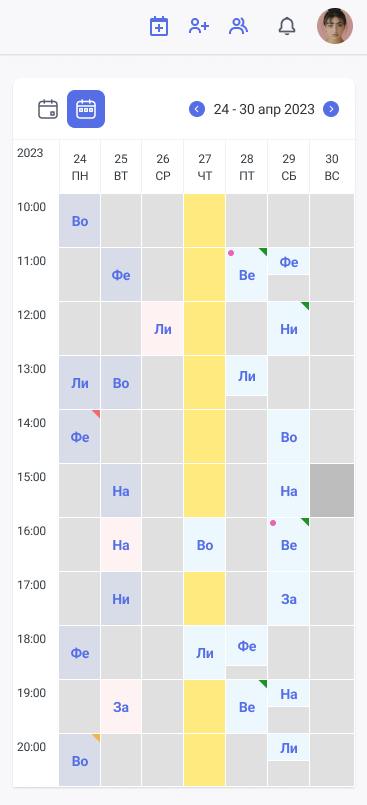 24 - 30 апр 2023
2023 24 25 26 27 28 29 30
ПН ВТ СР ЧТ ПТ СБ ВС
10:00 Во
11:00 Фе Ве Фе
12:00 Ли Ни
13:00 Ли Во Ли
14:00 Фе Во
15:00 На На
16:00 На Во Ве
17:00 Ни За
18:00 Фе Ли Фе
19:00 За Ве На
20:00 Во Ли